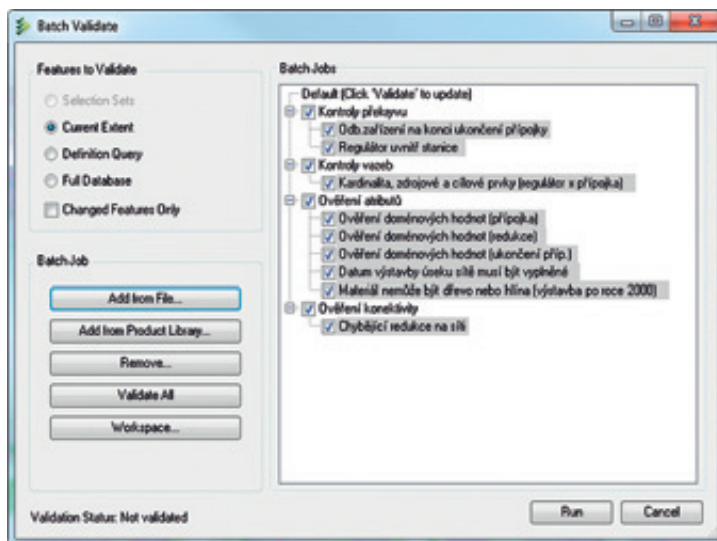 Batch Validate
Features to Validate
Selection Sets
Current Extent
Definition Query
Full Database
Changed Features Only
Batch Job
Add from File...
Add from Product Library...
Remove...
Validate All
Workspace...
Validation Status: Not validated
Batch Jobs
Default (Click 'Validate' to update)
Kontroly překryvu
Odb.zařízení na konci ukončení přípojky
Regulátor uvnitř stanice
Kontroly vazeb
Kardinalita, zdrojové a cílové prvky (regulátor x přípojka)
Ověření atributů
Ověření doménových hodnot (přípojka)
Ověření doménových hodnot (redukce)
Ověření doménových hodnot (ukončení příp.)
Datum výstavby úseku sítě musí být vyplněné
Materiál nemůže být dřevo nebo hlína (výstavba po roce 2000)
Ověření konektivity
Chybějící redukce na síti
Run
Cancel